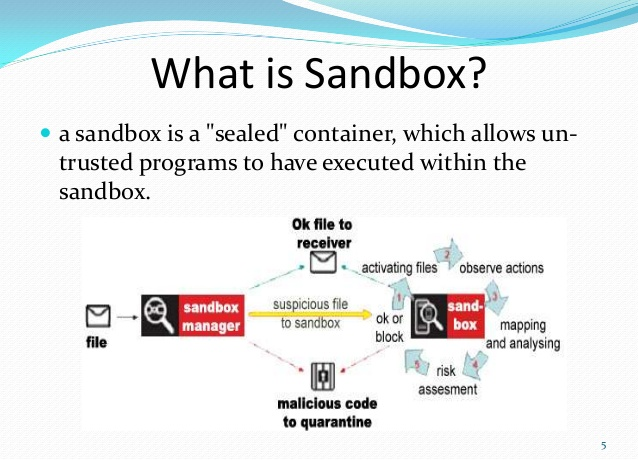 What is Sandbox?
a sandbox is a "sealed" container, which allows un-
trusted programs to have executed within the
sandbox.
Ok file to
receiver
activating files
2
observe actions
file
sandbox
manager
suspicious file
to sandbox
1
ok or
block
sand-
box
3
mapping
and analysing
5
risk
assesment
4
malicious code
to quarantine
5